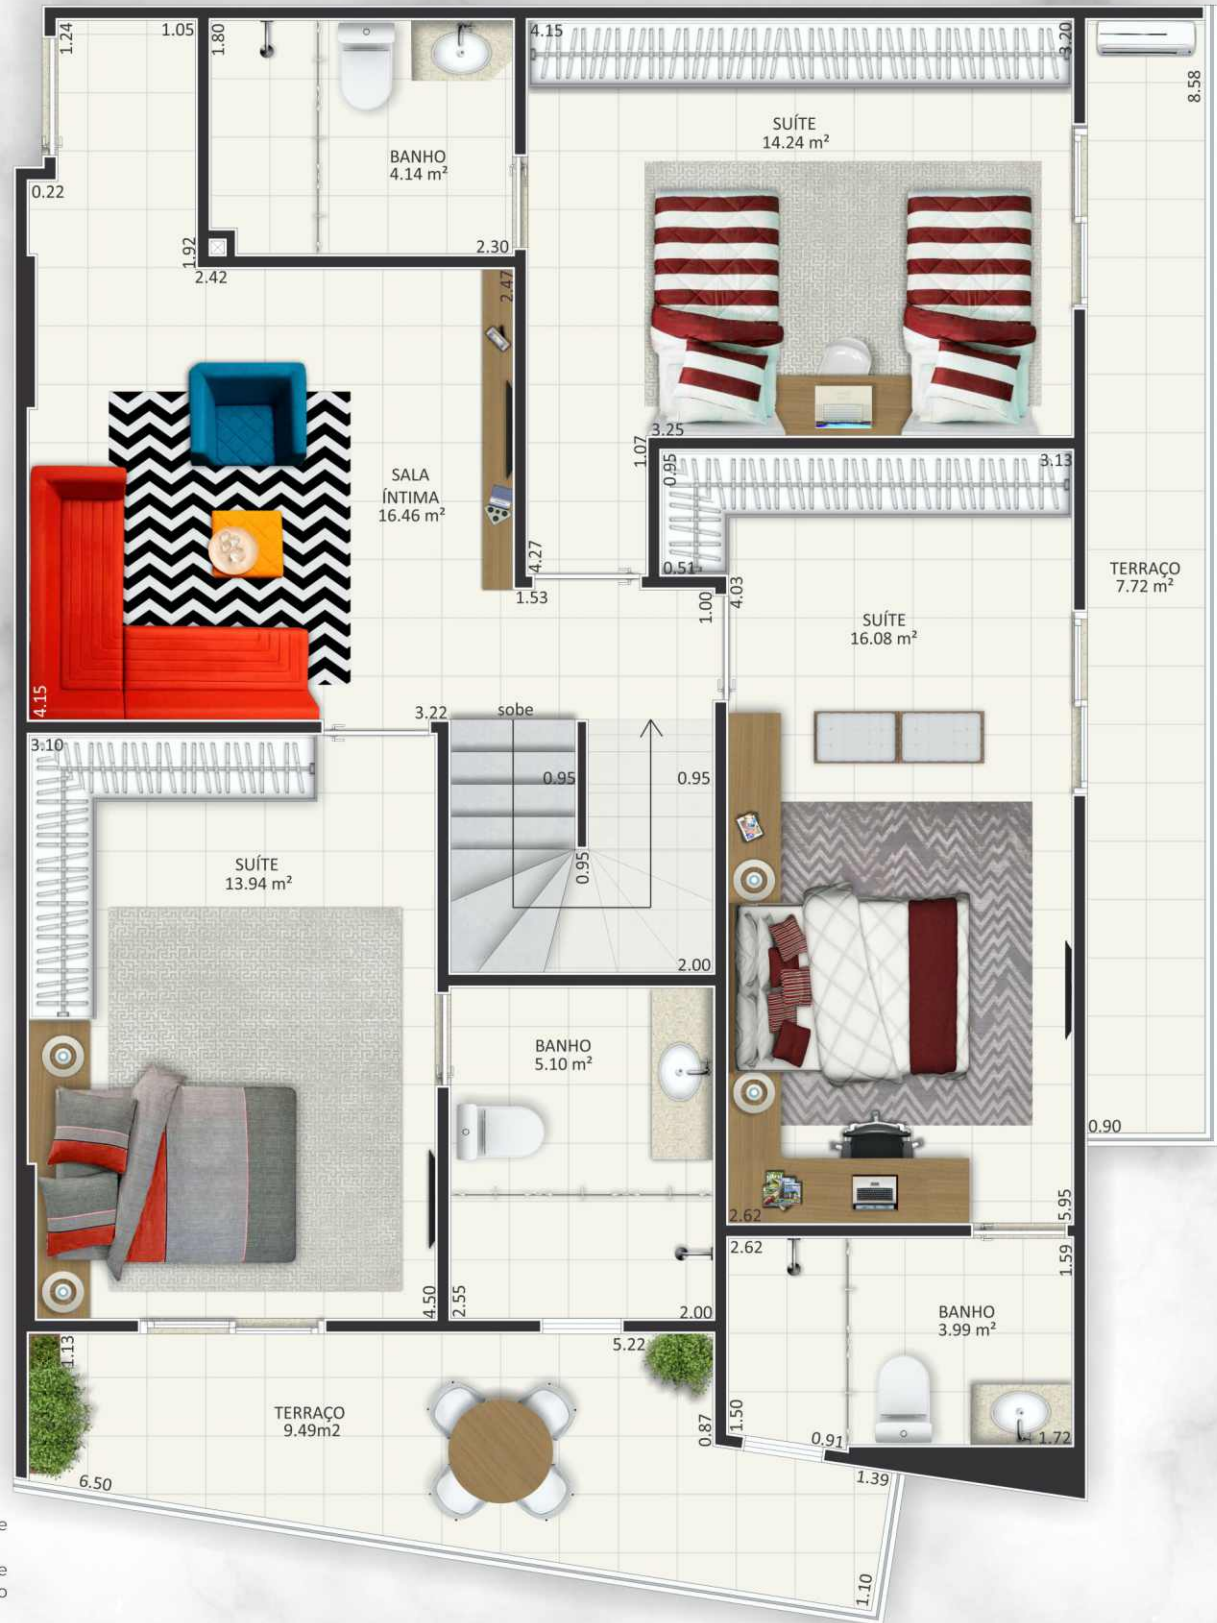 1.24
1.05
1.80
4.15
3.20
8.58
SUÍTE
14.24 m²
BANHO
4.14 m²
0.22
1.92
2.30
2.42
2.47
3.25
1.07
0.95
3.13
SALA
ÍNTIMA
16.46 m²
4.27
0.51
1.53
1.00
4.03
TERRAÇO
7.72 m²
SUÍTE
16.08 m²
4.15
3.22
sobe
3.10
0.95
0.95
0.95
SUÍTE
13.94 m²
2.00
BANHO
5.10 m²
0.90
2.62
5.95
4.50
2.55
2.00
2.62
1.59
BANHO
3.99 m²
1.13
5.22
TERRAÇO
9.49m2
0.87
1.50
0.91
1.72
6.50
1.39
1.10
e
e
o